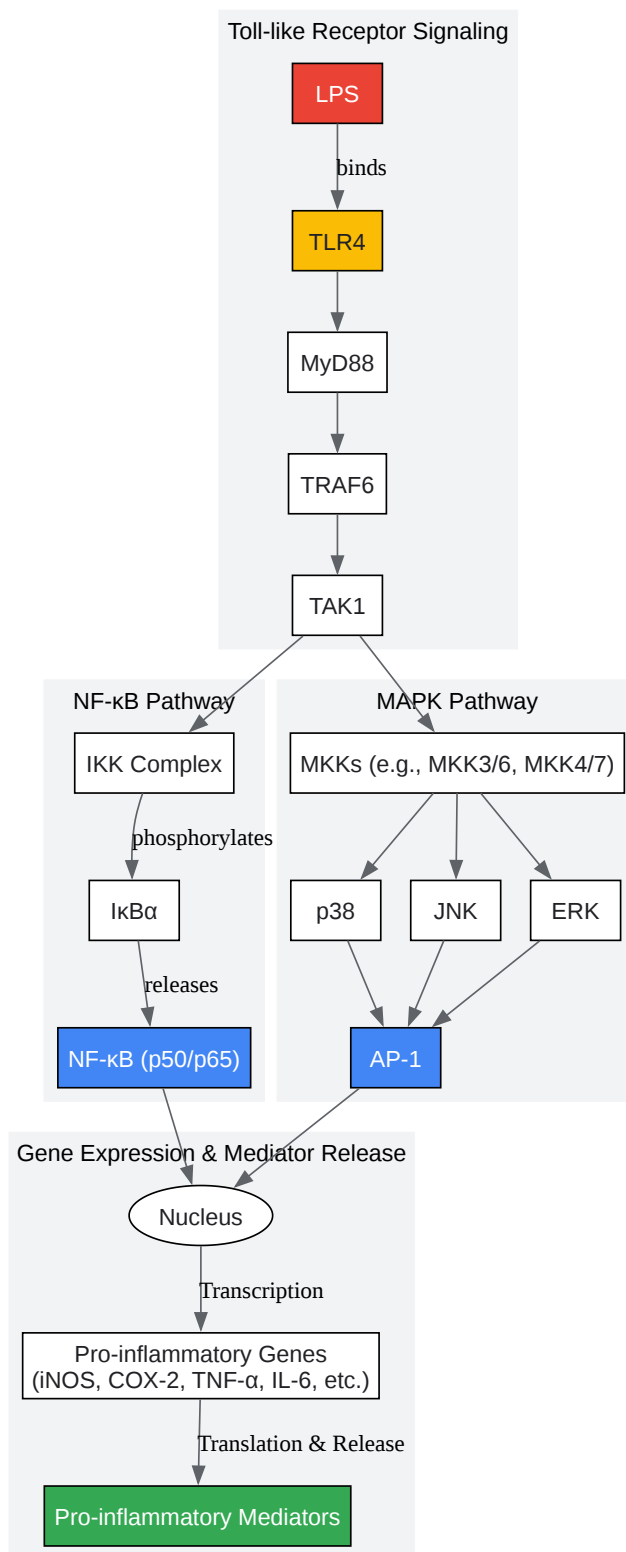 Toll-like Receptor Signaling
LPS
binds
TLR4
MyD88
TRAF6
TAK1
NF-κB Pathway
MAPK Pathway
IKK Complex
MKKs (e.g., MKK3/6, MKK4/7)
phosphorylates
IκBα
p38
JNK
ERK
releases
NF-κB (p50/p65)
AP-1
Gene Expression & Mediator Release
Nucleus
Transcription
Pro-inflammatory Genes
(iNOS, COX-2, TNF-α, IL-6, etc.)
Translation & Release
Pro-inflammatory Mediators